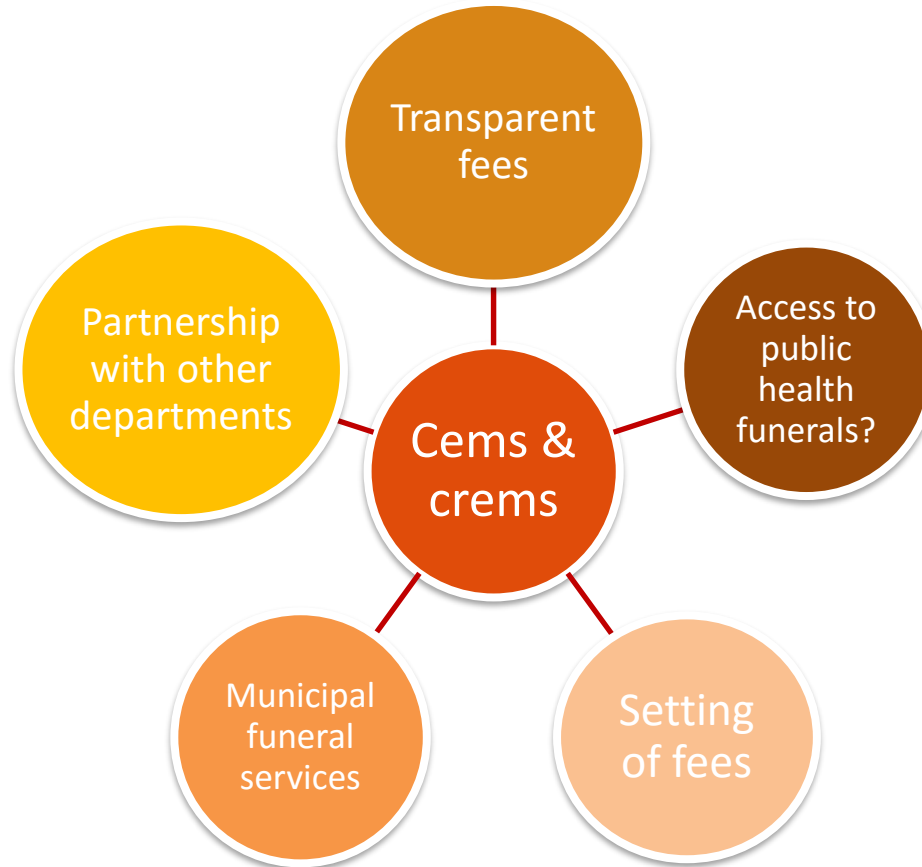 Transparent
fees
Access to
public
health
funerals?
Partnership
with other
departments
Cems &
crems
Municipal
funeral
services
Setting
of fees